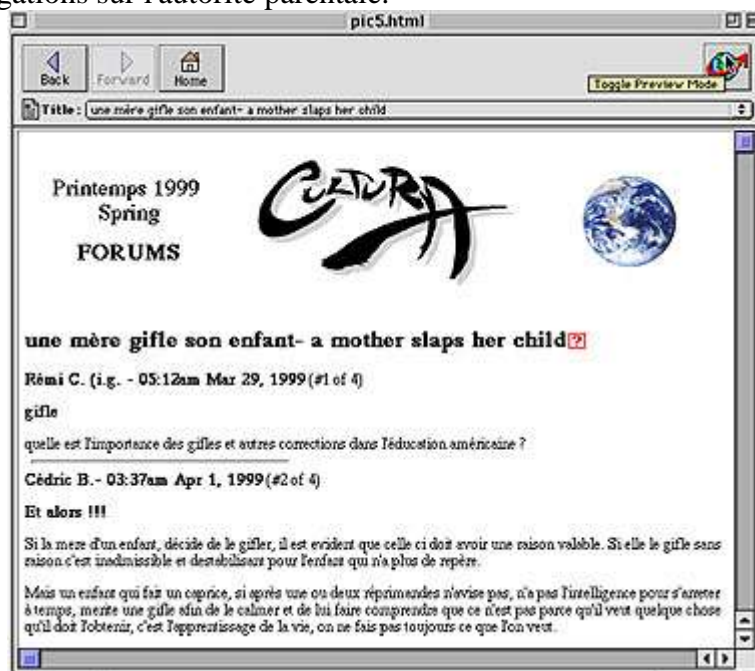 gations sur l'autorité parentale.
pic5.html
Back
Forward
Home
Toggle Preview Mode
Title : une mère gifle son enfant- a mother slaps her child
Printemps 1999
Spring
FORUMS
CULTURA
une mère gifle son enfant- a mother slaps her child?
Rémi C. (i.g. - 05:12am Mar 29, 1999 (#1 of 4)
gifle
quelle est l'importance des gifles et autres corrections dans l'éducation américaine ?
Cédric B.- 03:37am Apr 1, 1999 (#2 of 4)
Et alors !!!
Si la mere d'un enfant, décide de le gifler, il est evident que celle ci doit avoir une raison valable. Si elle le gifle sans
raison c'est inadmissible et destabilisant pour l'enfant qui n'a plus de repère.
Mais un enfant qui fait un caprice, si après une ou deux réprimandes n'avise pas, n'a pas l'intelligence pour s'arreter
à temps, merite une gifle afin de le calmer et de lui faire comprendre que ce n'est pas parce qu'il veut quelque chose
qu'il doit l'obtenir, c'est l'apprentissage de la vie, on ne fais pas toujours ce que l'on veut.